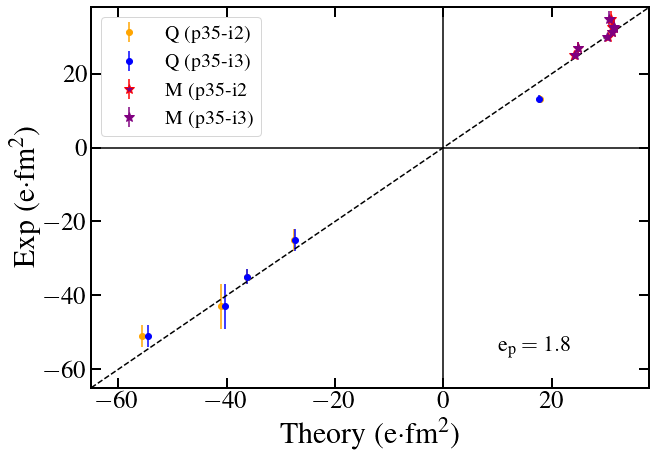 Q (p35-i2)
Q (p35-i3)
M (p35-i2
M (p35-i3)
Exp (e·fm²)
20
0
−20
−40
−60
eₚ = 1.8
−60 −40 −20 0 20
Theory (e·fm²)